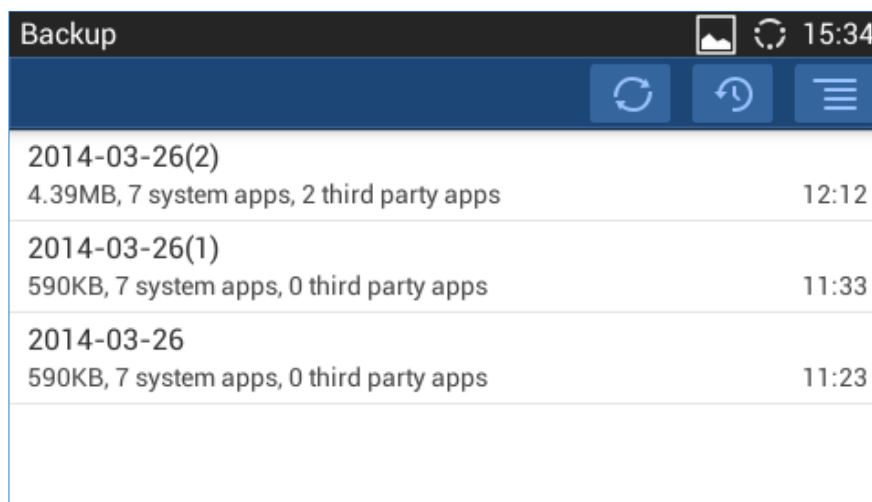 Backup 15:34
2014-03-26(2)
4.39MB, 7 system apps, 2 third party apps 12:12
2014-03-26(1)
590KB, 7 system apps, 0 third party apps 11:33
2014-03-26
590KB, 7 system apps, 0 third party apps 11:23